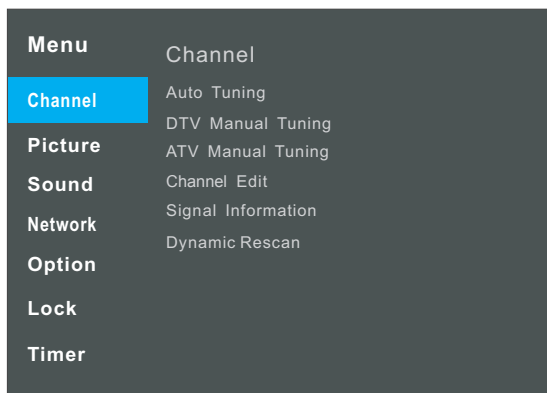 Menu
Channel
Picture
Sound
Network
Option
Lock
Timer
Channel
Auto Tuning
DTV Manual Tuning
ATV Manual Tuning
Channel Edit
Signal Information
Dynamic Rescan